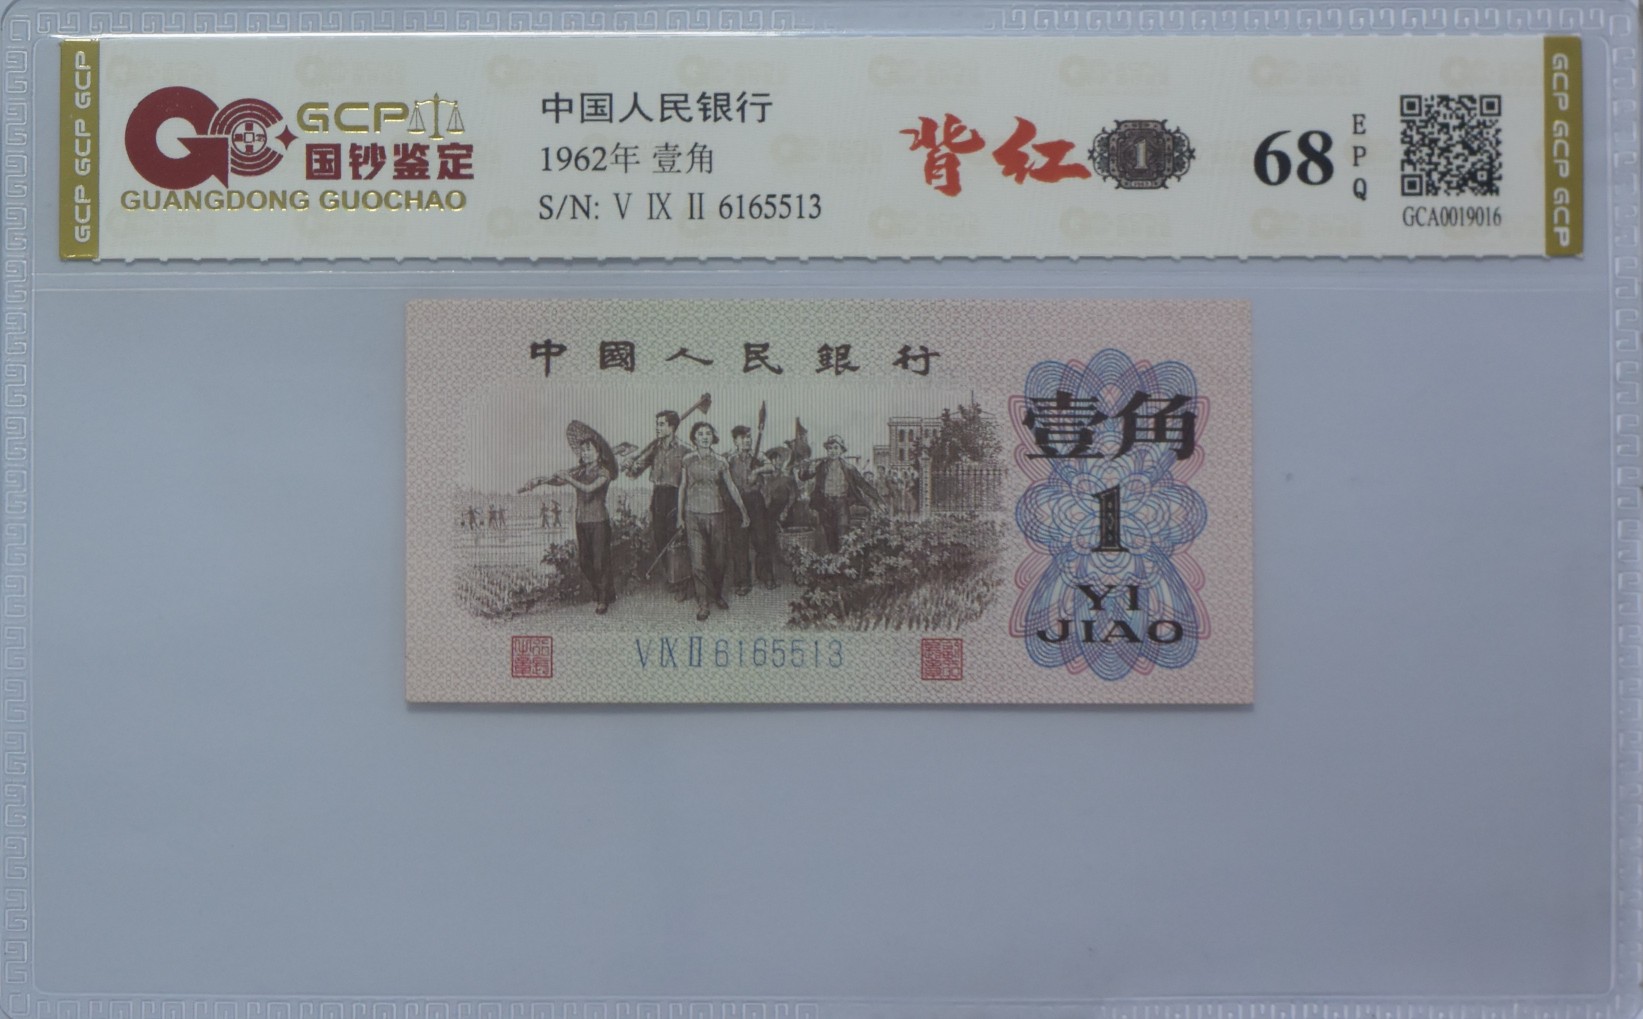 GCP GCP GCP
GCP
国钞鉴定
GUANGDONG GUOCHAO
中国人民银行
1962年 壹角
S/N: V IX II 6165513
背红
1
68
EPQ
GCA0019016
GCP GCP GCP
中國人民銀行
壹角
1
YI
JIAO
V IX II 6165513